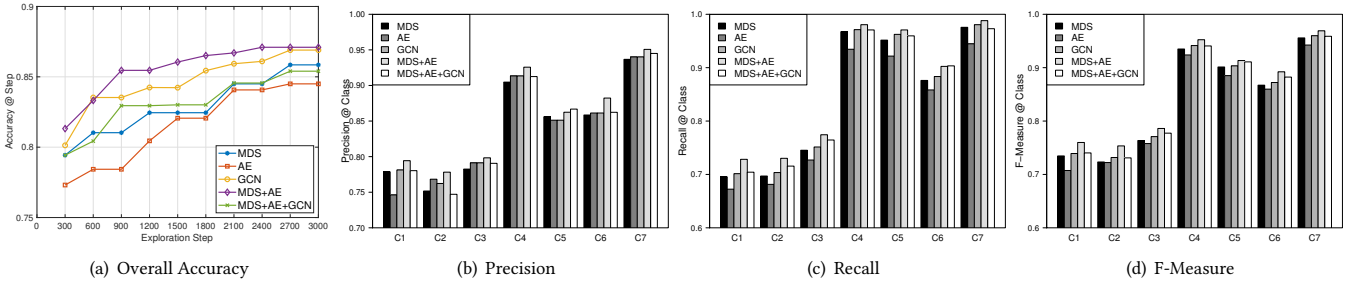 0.9
0.85
0.8
0.75
Accuracy @ Step
300 600 900 1200 1500 1800 2100 2400 2700 3000
Exploration Step
MDS
AE
GCN
MDS+AE
MDS+AE+GCN
(a) Overall Accuracy
1.00
0.95
0.90
0.85
0.80
0.75
0.70
Precision @ Class
MDS
AE
GCN
MDS+AE
MDS+AE+GCN
C1 C2 C3 C4 C5 C6 C7
(b) Precision
1.0
0.9
0.8
0.7
0.6
Recall @ Class
MDS
AE
GCN
MDS+AE
MDS+AE+GCN
C1 C2 C3 C4 C5 C6 C7
(c) Recall
1.0
0.9
0.8
0.7
0.6
F−Measure @ Class
MDS
AE
GCN
MDS+AE
MDS+AE+GCN
C1 C2 C3 C4 C5 C6 C7
(d) F-Measure